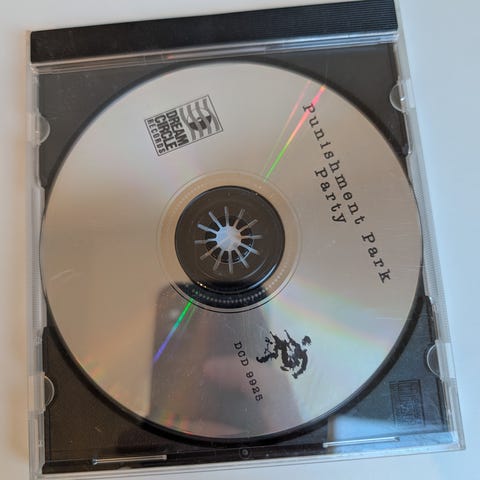 DREAM
CIRCLE
RECORDS
Punishment Park
Party
DCD 9925